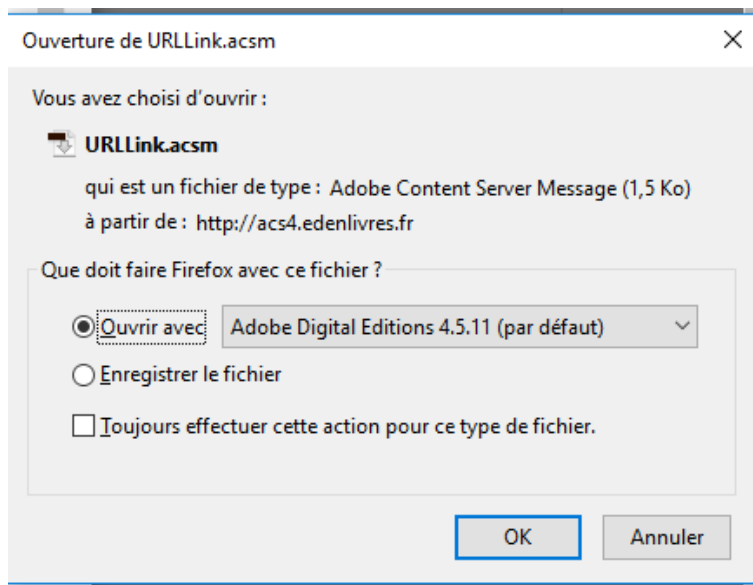 Ouverture de URLLink.acsm
Vous avez choisi d'ouvrir :
URLLink.acsm
qui est un fichier de type : Adobe Content Server Message (1,5 Ko)
à partir de : http://acs4.edenlivres.fr
Que doit faire Firefox avec ce fichier ?
Ouvrir avec Adobe Digital Editions 4.5.11 (par défaut)
Enregistrer le fichier
Toujours effectuer cette action pour ce type de fichier.
OK Annuler